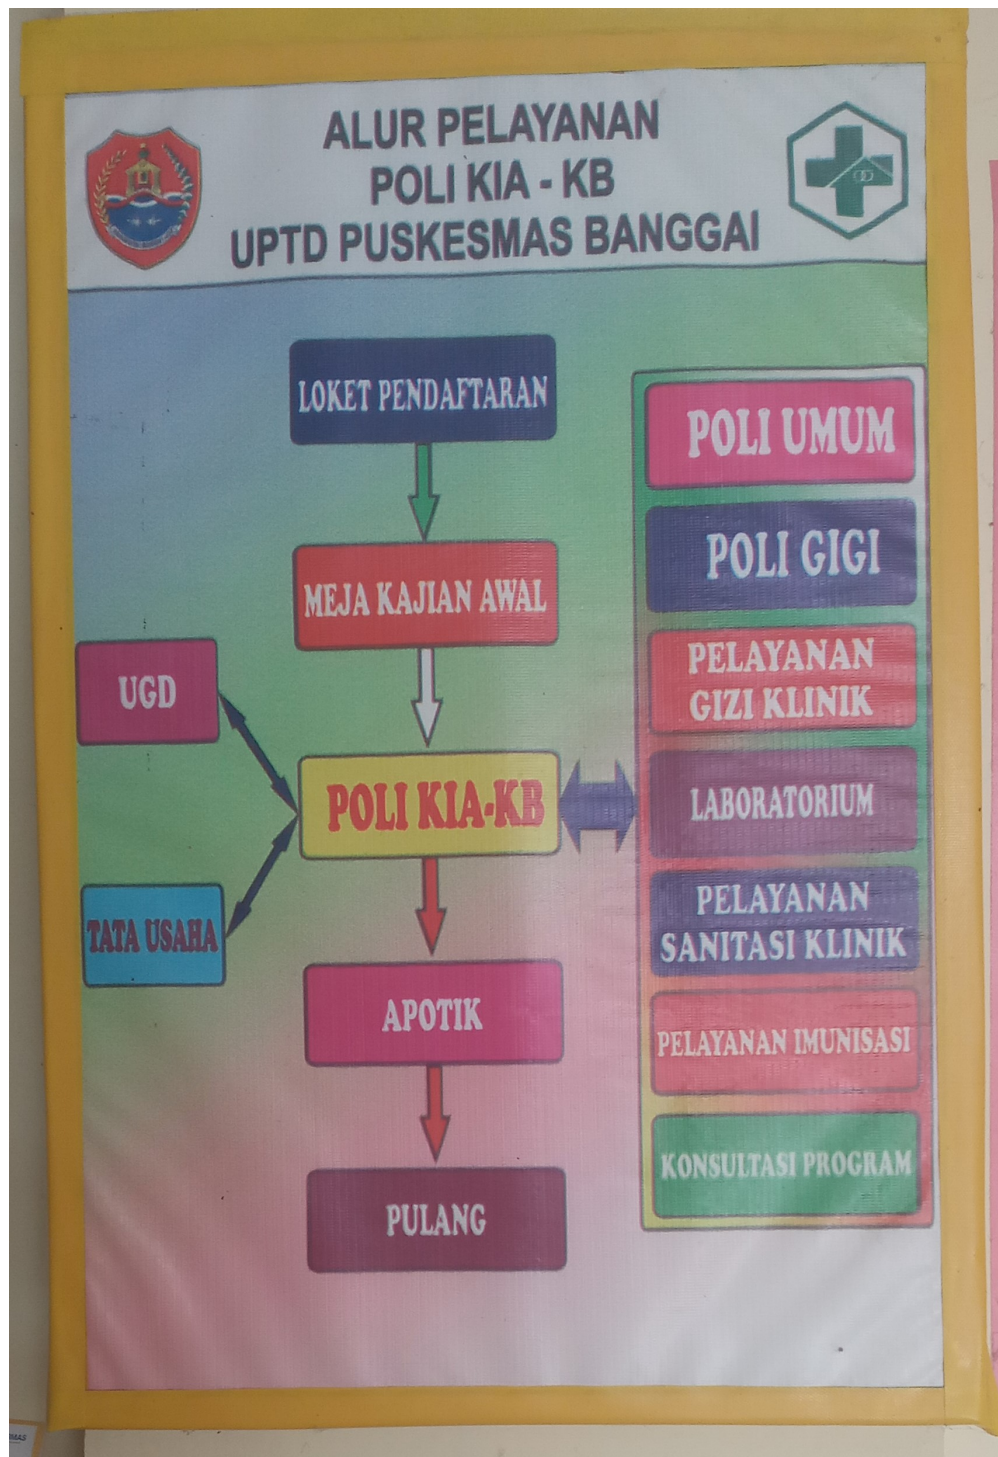 ALUR PELAYANAN
POLI KIA - KB
UPTD PUSKESMAS BANGGAI
LOKET PENDAFTARAN
MEJA KAJIAN AWAL
UGD
POLI KIA-KB
TATA USAHA
APOTIK
PULANG
POLI UMUM
POLI GIGI
PELAYANAN
GIZI KLINIK
LABORATORIUM
PELAYANAN
SANITASI KLINIK
PELAYANAN IMUNISASI
KONSULTASI PROGRAM